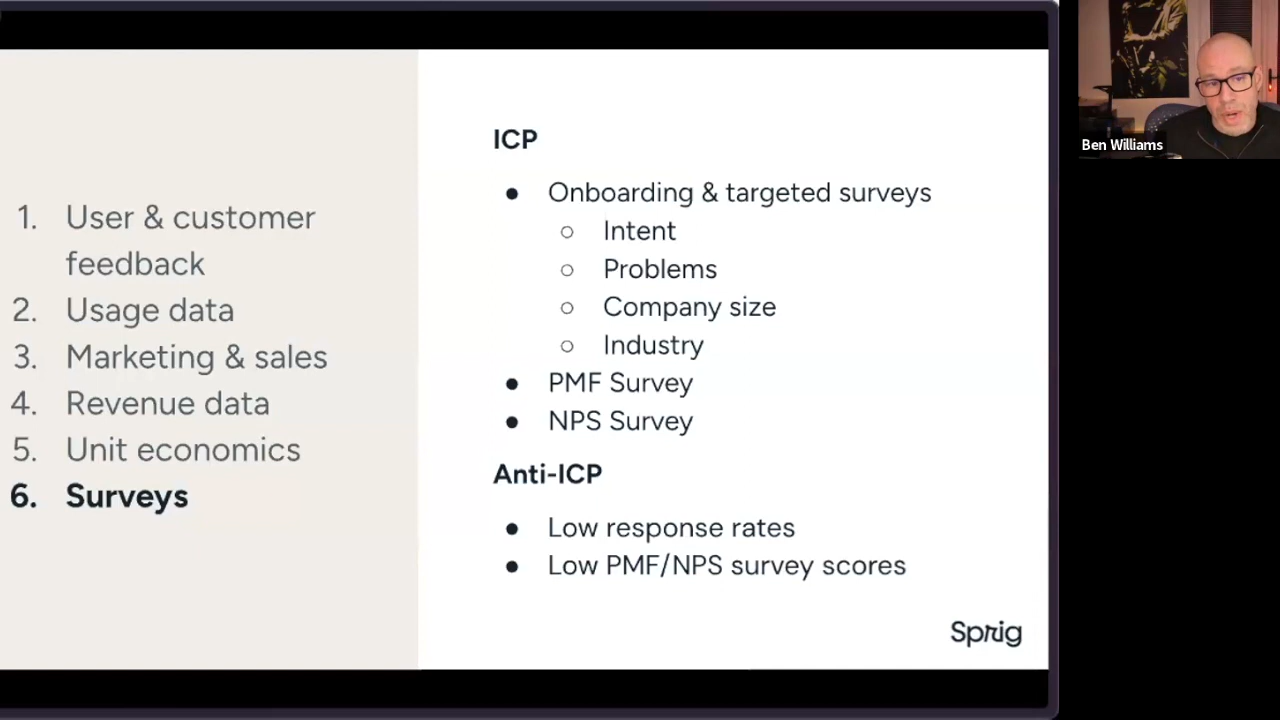 1. User & customer
feedback
2. Usage data
3. Marketing & sales
4. Revenue data
5. Unit economics
6. Surveys
ICP
● Onboarding & targeted surveys
○ Intent
○ Problems
○ Company size
○ Industry
● PMF Survey
● NPS Survey
Anti-ICP
● Low response rates
● Low PMF/NPS survey scores
Sprig
Ben Williams